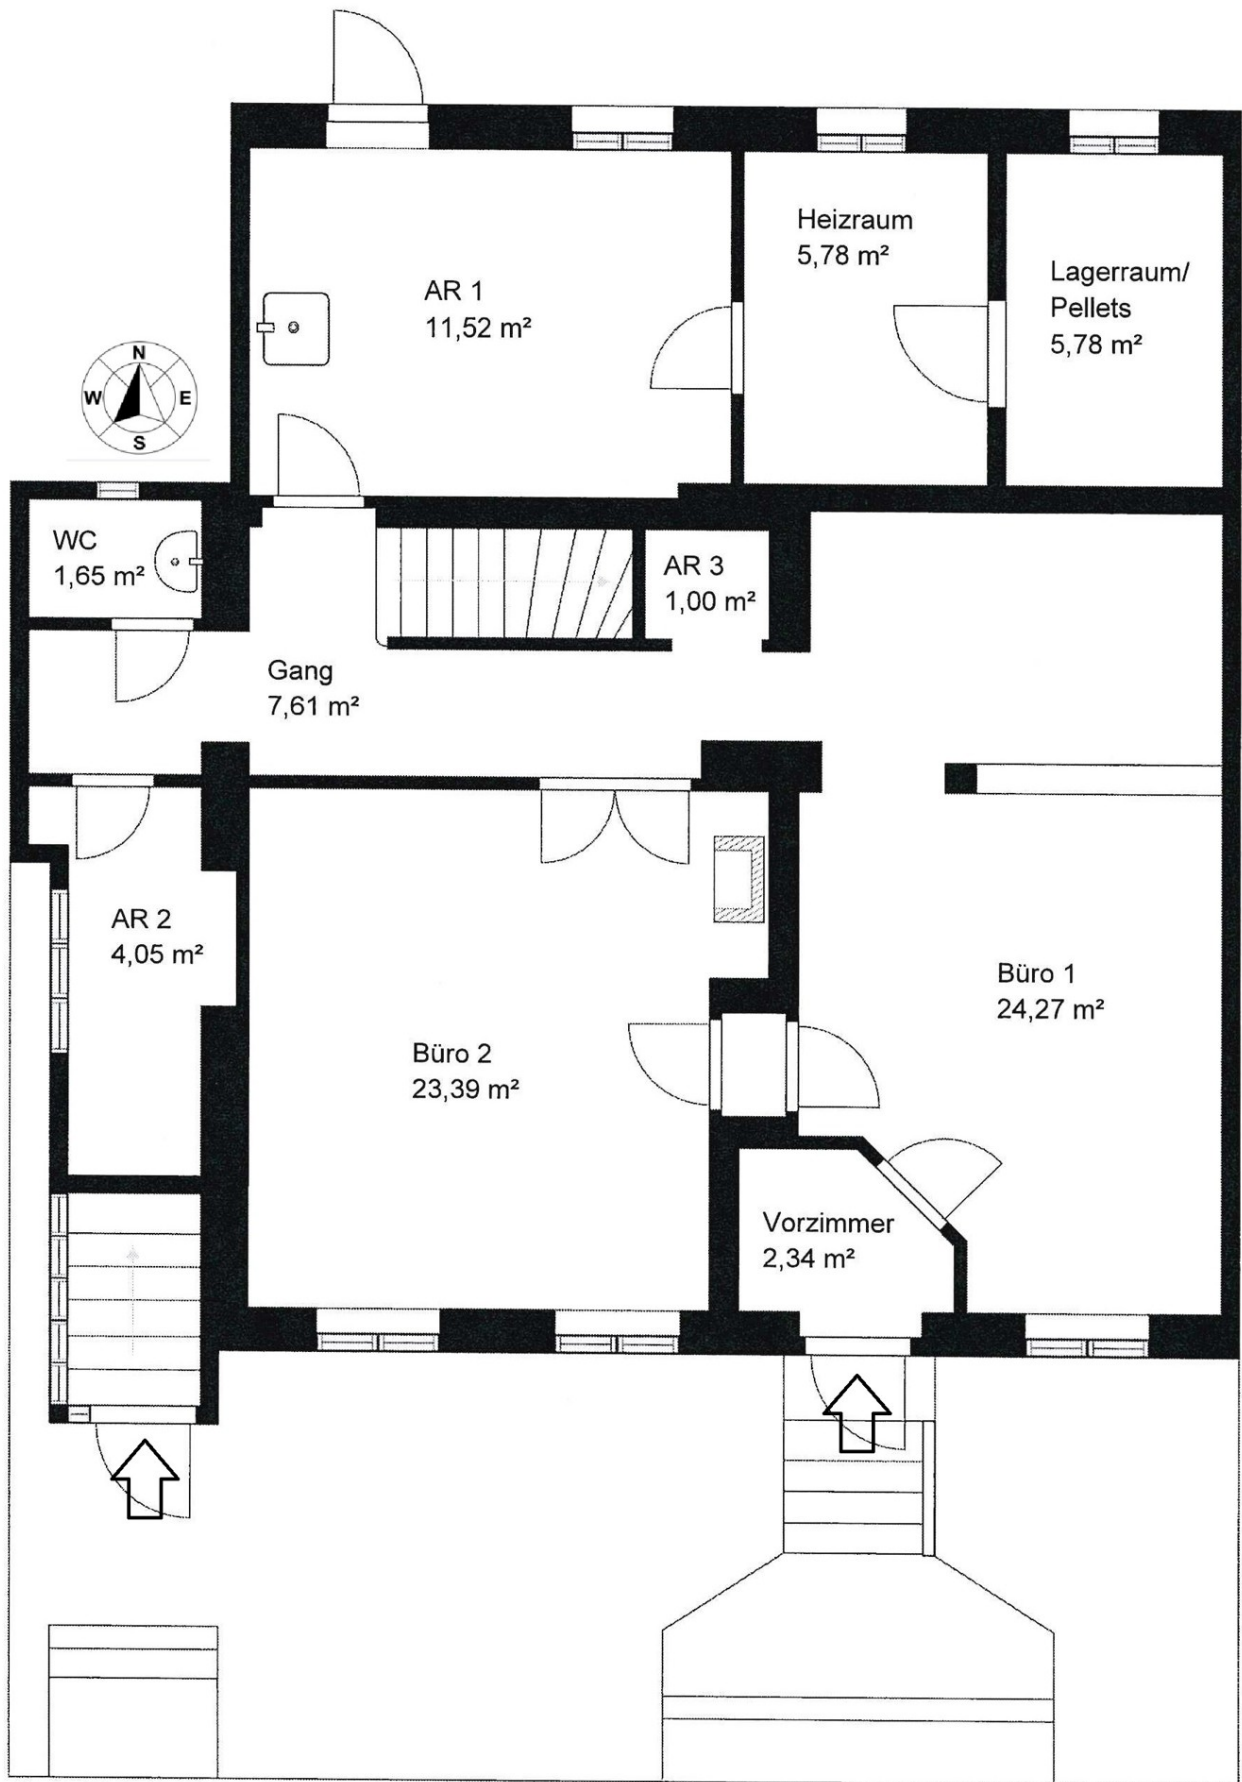 Heizraum
5,78 m²
AR 1
11,52 m²
Lagerraum/
Pellets
5,78 m²
N
W
E
S
WC
1,65 m²
AR 3
1,00 m²
Gang
7,61 m²
AR 2
4,05 m²
Büro 1
24,27 m²
Büro 2
23,39 m²
Vorzimmer
2,34 m²